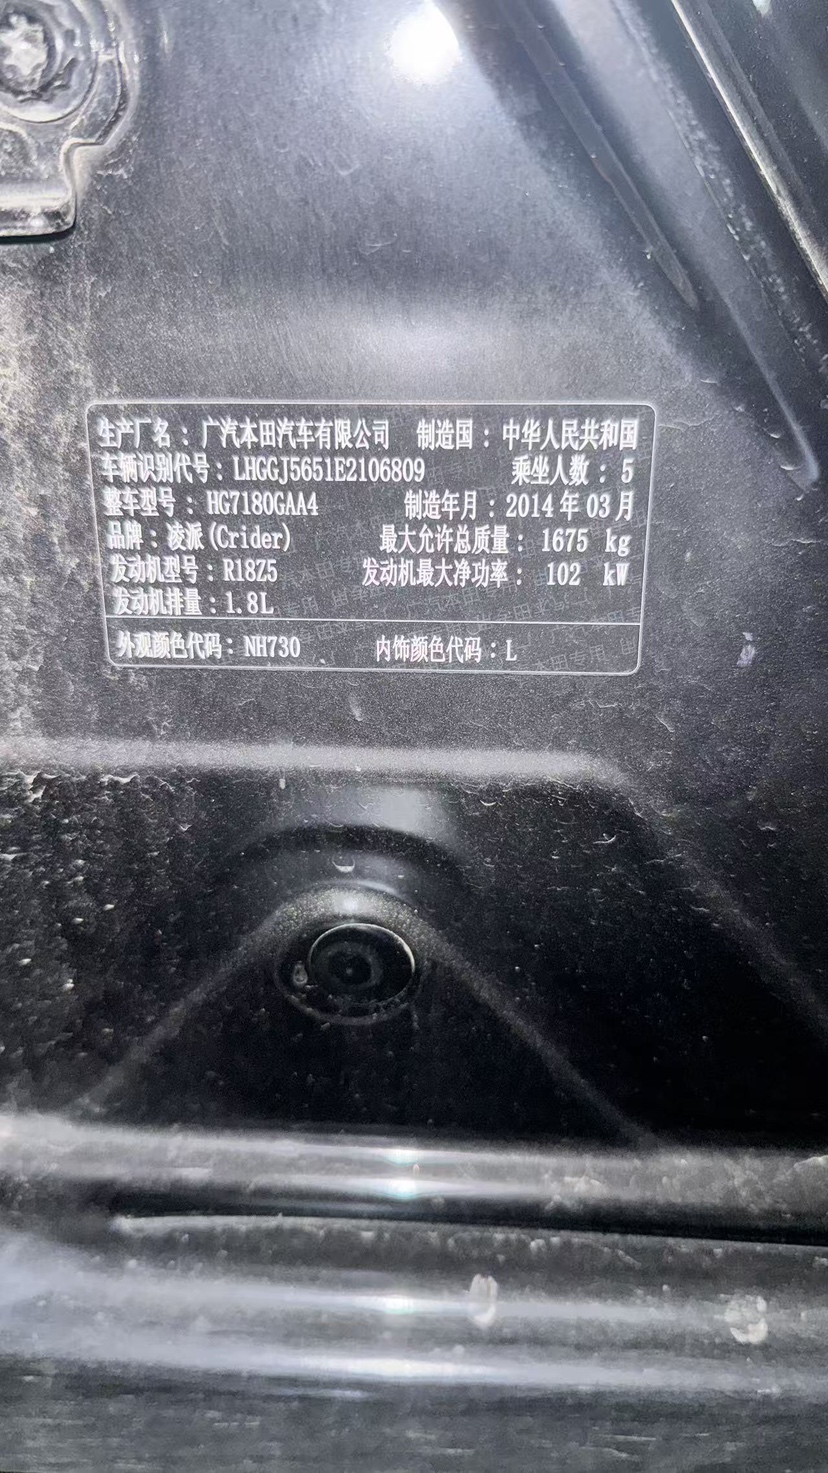 生产厂名：广汽本田汽车有限公司 制造国：中华人民共和国
车辆识别代号：LHGGJ5651E2106809 乘坐人数：5
整车型号：HG7180GAA4 制造年月：2014年03月
品牌：凌派(Crider) 最大允许总质量：1675 kg
发动机型号：R18Z5 发动机最大净功率：102 kW
发动机排量：1.8L
外观颜色代码：NH730 内饰颜色代码：L